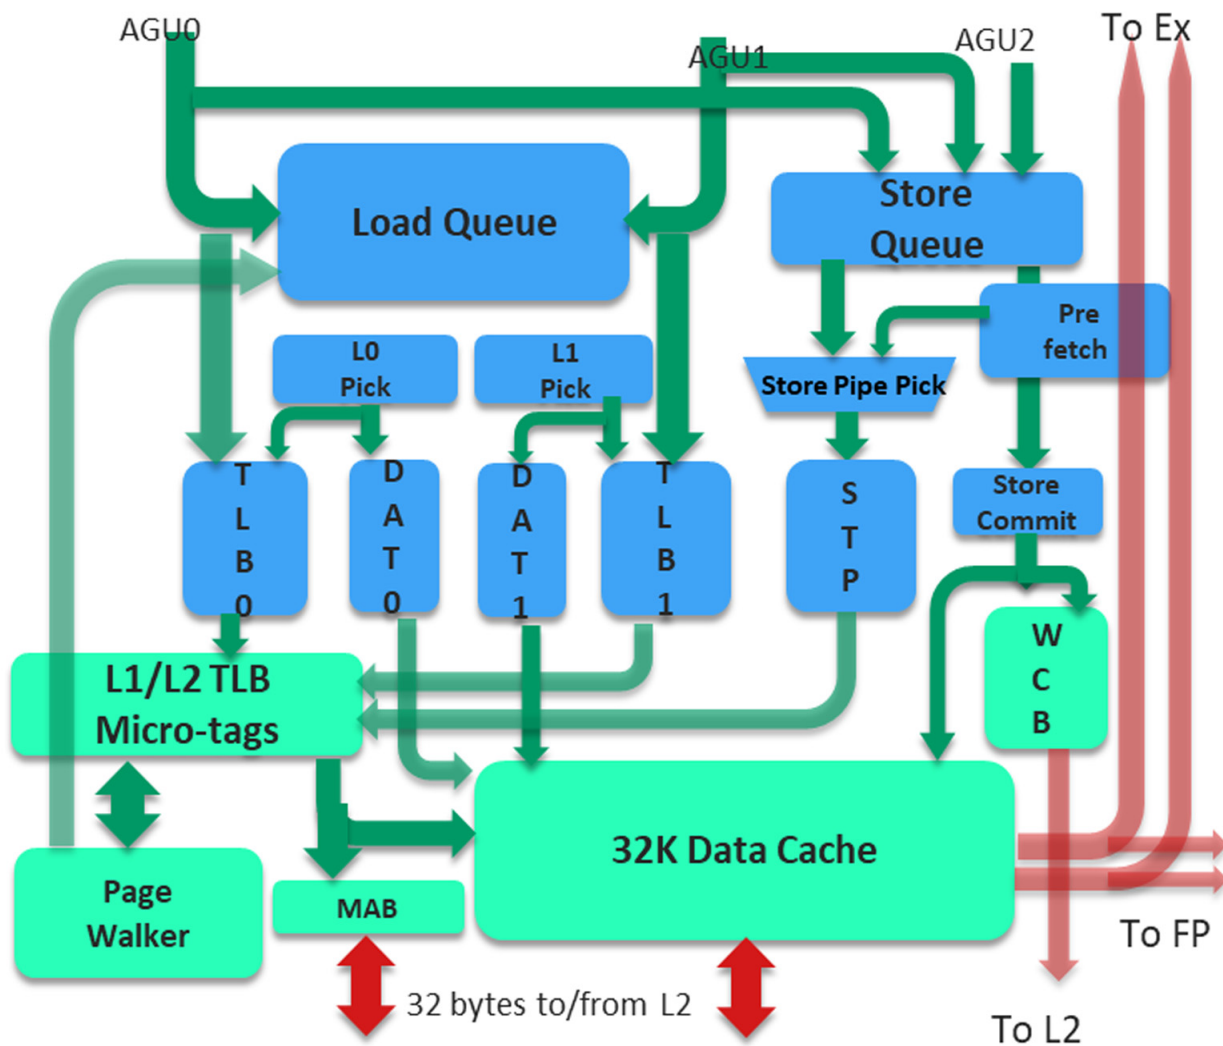 AGU0
AGU1
AGU2
To Ex
Load Queue
Store
Queue
Pre
fetch
L0
Pick
L1
Pick
Store Pipe Pick
T
L
B
0
D
A
T
0
D
A
T
1
T
L
B
1
S
T
P
Store
Commit
W
C
B
L1/L2 TLB
Micro-tags
32K Data Cache
Page
Walker
MAB
To FP
32 bytes to/from L2
To L2